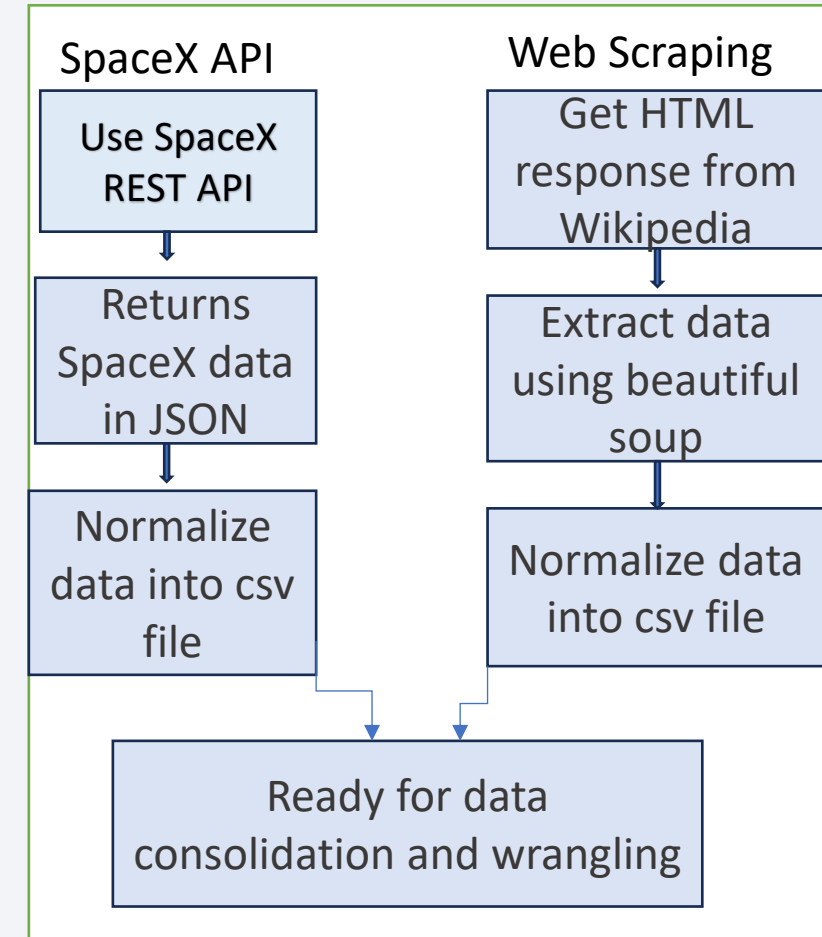 SpaceX API
Use SpaceX
REST API
Returns
SpaceX data
in JSON
Normalize
data into csv
file
Web Scraping
Get HTML
response from
Wikipedia
Extract data
using beautiful
soup
Normalize data
into csv file
Ready for data
consolidation and wrangling